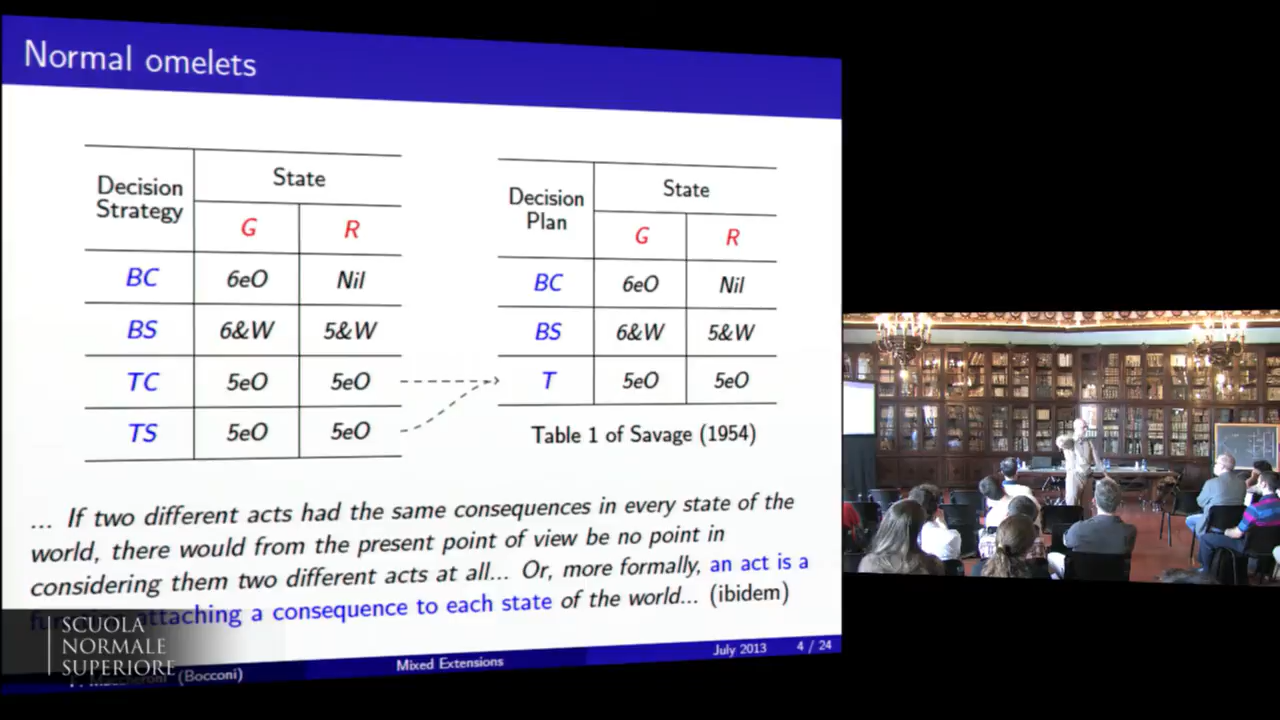 Normal omelets
Decision Strategy State
G R
BC 6eO Nil
BS 6&W 5&W
TC 5eO 5eO
TS 5eO 5eO
Decision Plan State
G R
BC 6eO Nil
BS 6&W 5&W
T 5eO 5eO
Table 1 of Savage (1954)
... If two different acts had the same consequences in every state of the
world, there would from the present point of view be no point in
considering them two different acts at all... Or, more formally, an act is a
attaching a consequence to each state of the world... (ibidem)
SCUOLA
NORMALE
SUPERIORE
(Bocconi) Mixed Extensions July 2013 4 / 24